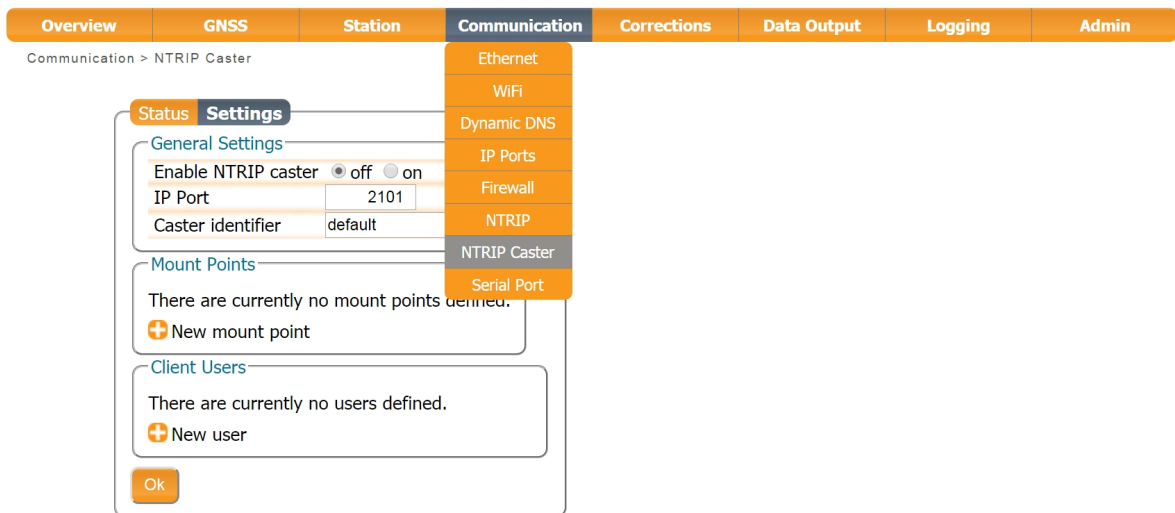 Overview GNSS Station Communication Corrections Data Output Logging Admin
Communication > NTRIP Caster
Ethernet
WiFi
Dynamic DNS
IP Ports
Firewall
NTRIP
NTRIP Caster
Serial Port
Status Settings
General Settings
Enable NTRIP caster off on
IP Port 2101
Caster identifier default
Mount Points
There are currently no mount points defined.
New mount point
Client Users
There are currently no users defined.
New user
Ok